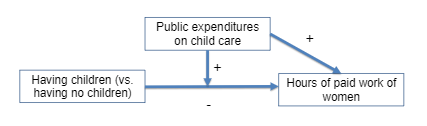 Public expenditures
on child care
+
+
Having children (vs.
having no children)
Hours of paid work of
women
-